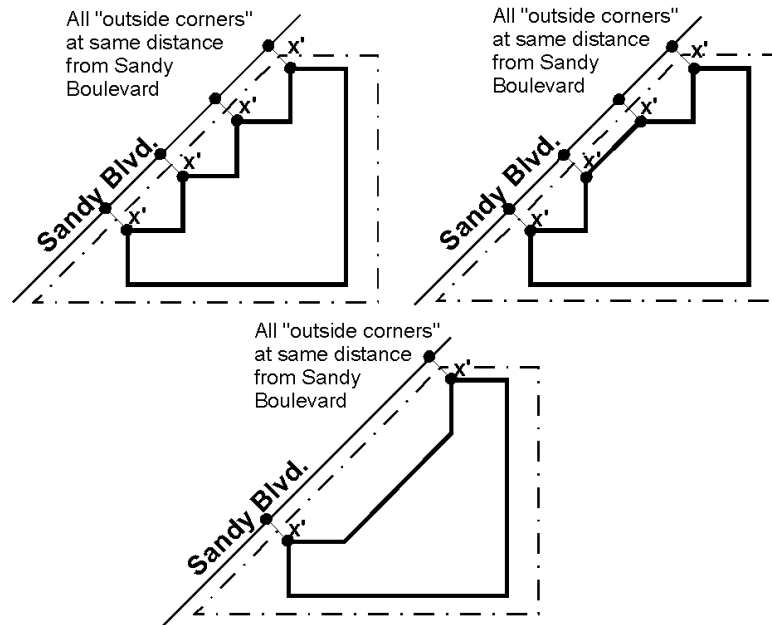 All "outside corners"
at same distance
from Sandy
Boulevard
x'
x'
x'
x'
Sandy Blvd.
All "outside corners"
at same distance
from Sandy
Boulevard
x'
x'
x'
x'
Sandy Blvd.
All "outside corners"
at same distance
from Sandy
Boulevard
x'
x'
Sandy Blvd.